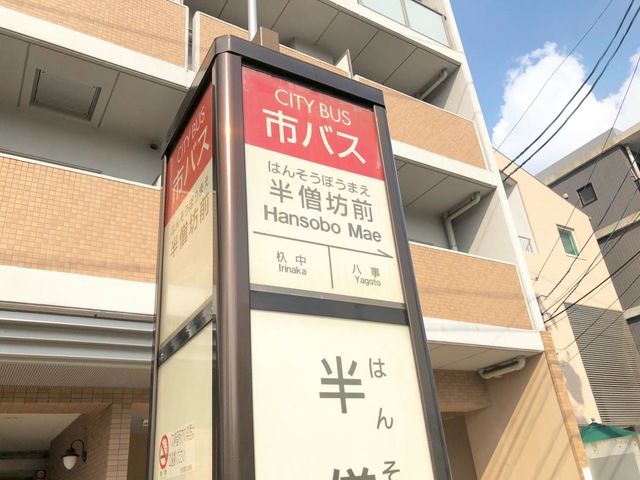 CITY BUS
市バス
はんそうぼうまえ
半僧坊前
Hansobo Mae
杁中
Irinaka
八事
Yagoto
半僧
はんそ
CITY BUS
市バス
半僧坊前